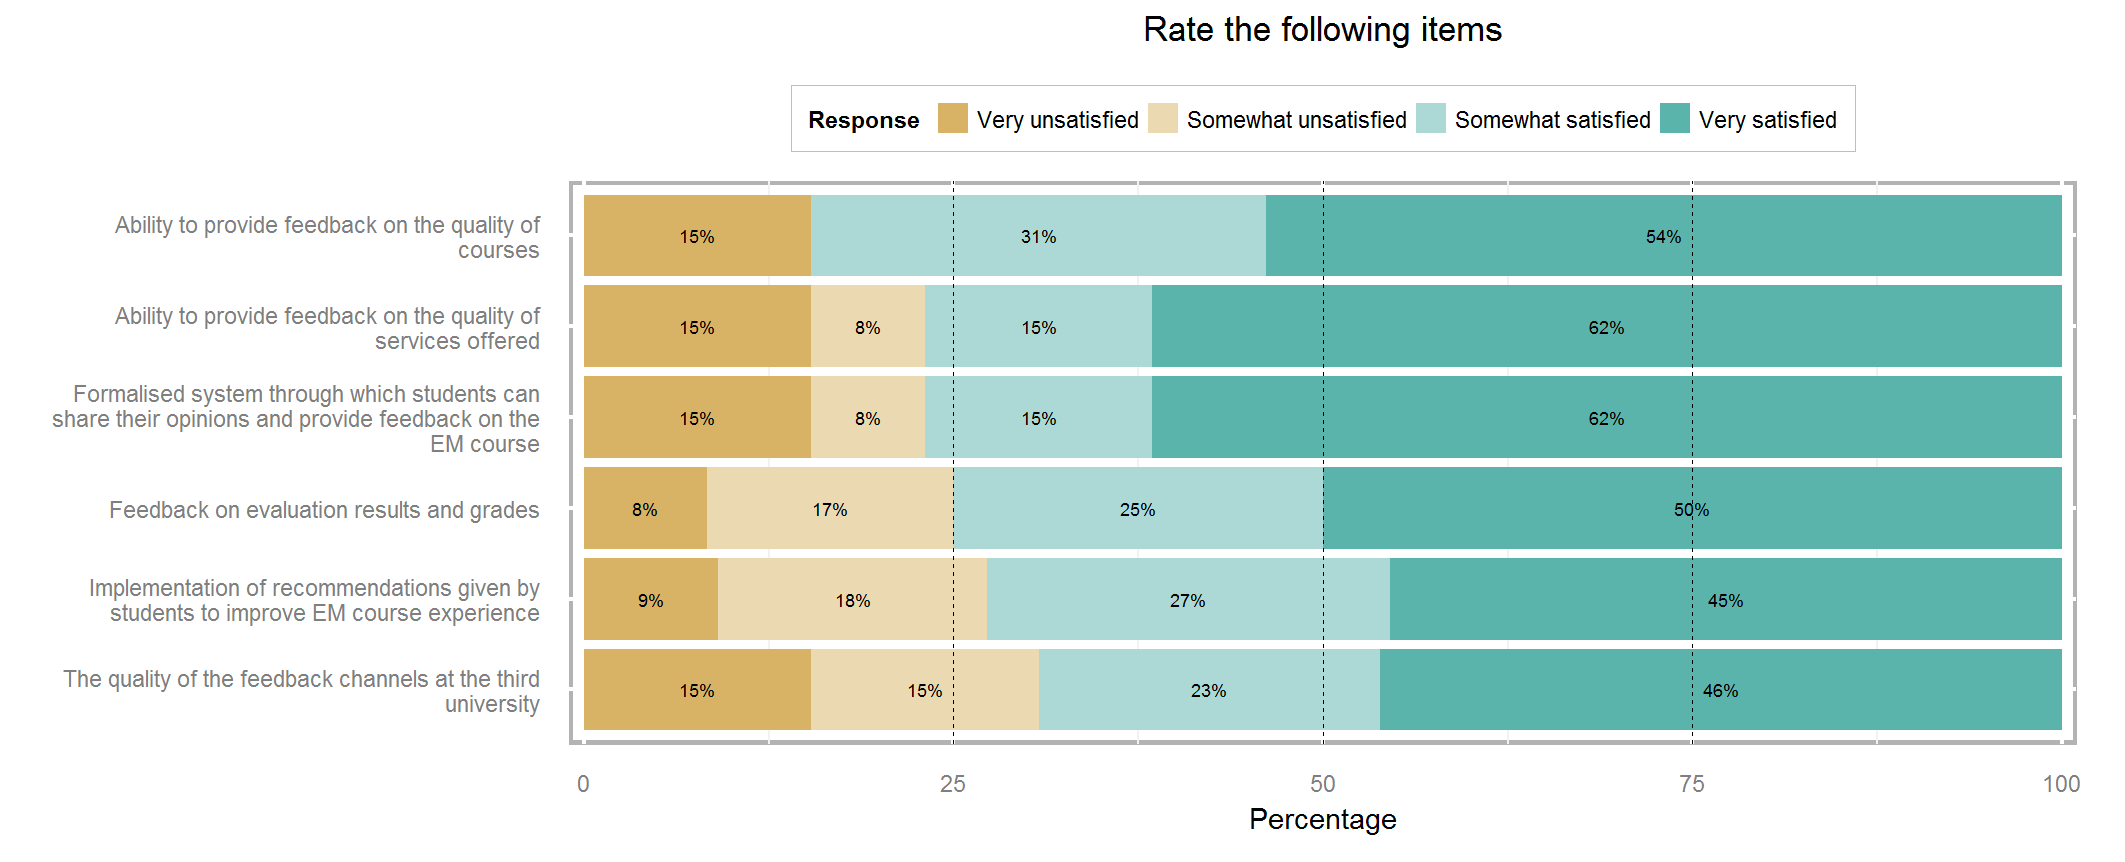 Rate the following items
Response Very unsatisfied Somewhat unsatisfied Somewhat satisfied Very satisfied
Ability to provide feedback on the quality of
courses
15% 31% 54%
Ability to provide feedback on the quality of
services offered
15% 8% 15% 62%
Formalised system through which students can
share their opinions and provide feedback on the
EM course
15% 8% 15% 62%
Feedback on evaluation results and grades
8% 17% 25% 50%
Implementation of recommendations given by
students to improve EM course experience
9% 18% 27% 45%
The quality of the feedback channels at the third
university
15% 15% 23% 46%
0 25 50 75 100
Percentage